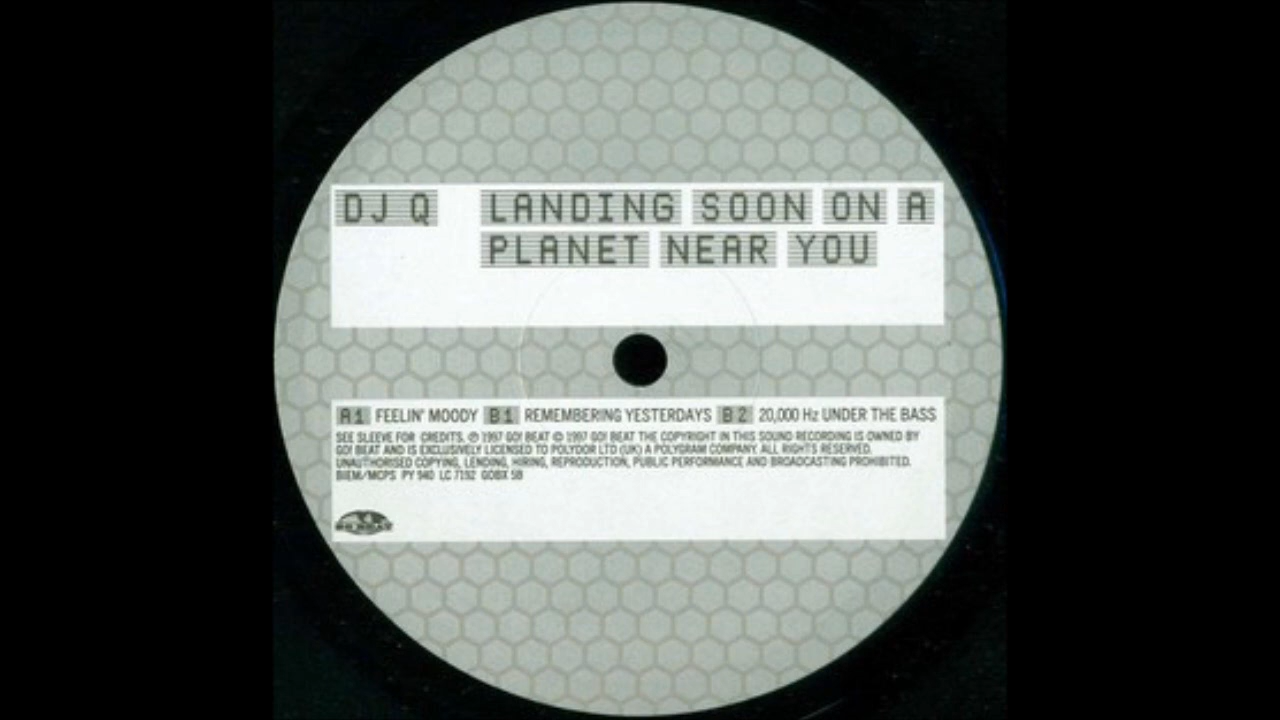 DJ Q LANDING SOON ON A
PLANET NEAR YOU
A1 FEELIN' MOODY B1 REMEMBERING YESTERDAYS B2 20,000 Hz UNDER THE BASS
SEE SLEEVE FOR CREDITS. ℗ 1997 GO! BEAT © 1997 GO! BEAT THE COPYRIGHT IN THIS SOUND RECORDING IS OWNED BY
GO! BEAT AND IS EXCLUSIVELY LICENSED TO POLYDOR LTD (UK) A POLYGRAM COMPANY. ALL RIGHTS RESERVED.
UNAUTHORISED COPYING, LENDING, HIRING, REPRODUCTION, PUBLIC PERFORMANCE AND BROADCASTING PROHIBITED.
BIEM/MCPS PY 940 LC 7192 GOBX 5B
GO BEAT